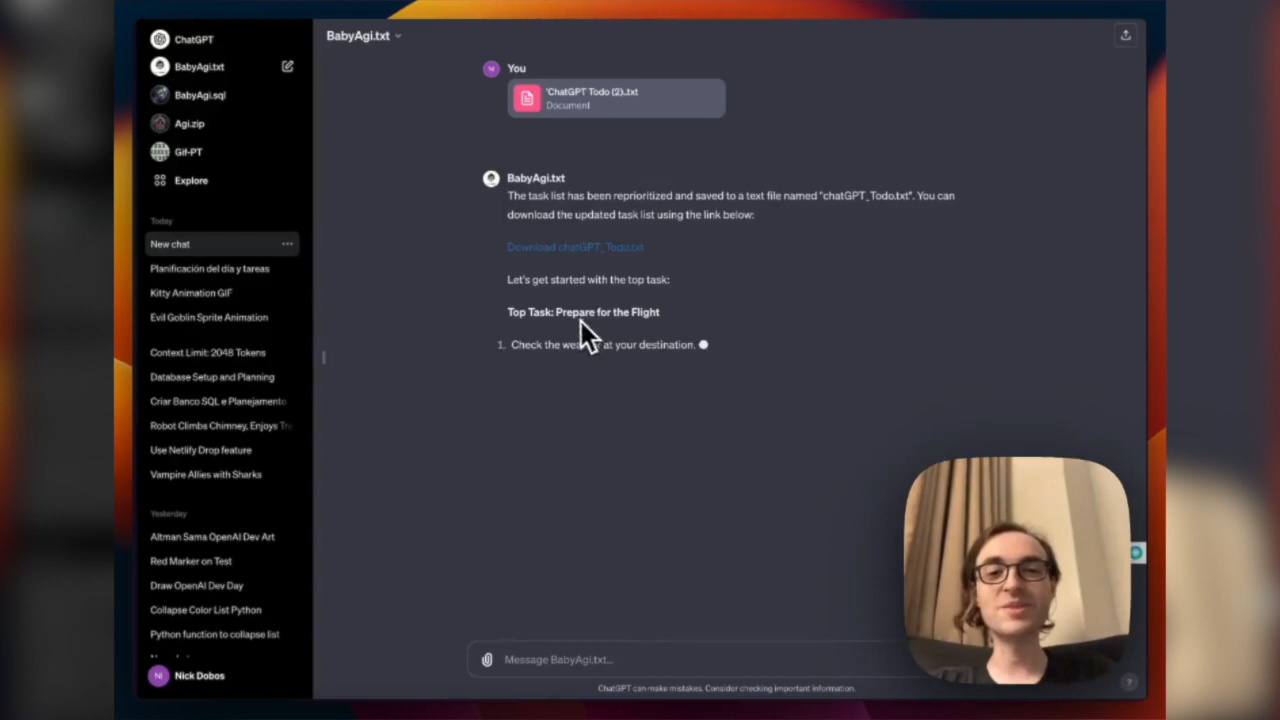 ChatGPT
BabyAgi.txt
BabyAgi.sql
Agi.zip
Gif-PT
Explore
Today
New chat
Planificación del día y tareas
Kitty Animation GIF
Evil Goblin Sprite Animation
Context Limit: 2048 Tokens
Database Setup and Planning
Criar Banco SQL e Planejamento
Robot Climbs Chimney, Enjoys
Use Netlify Drop feature
Vampire Allies with Sharks
Yesterday
Altman Sama OpenAI Dev Art
Red Marker on Test
Draw OpenAI Dev Day
Collapse Color List Python
Python function to collapse list
NI Nick Dobos
BabyAgi.txt
You
'ChatGPT Todo (2)..txt
Document
BabyAgi.txt
The task list has been reprioritized and saved to a text file named "chatGPT_Todo.txt". You can
download the updated task list using the link below:
Download chatGPT_Todo.txt
Let's get started with the top task:
Top Task: Prepare for the Flight
1. Check the at your destination.
Message BabyAgi.txt...
ChatGPT can make mistakes. Consider checking important information.
?